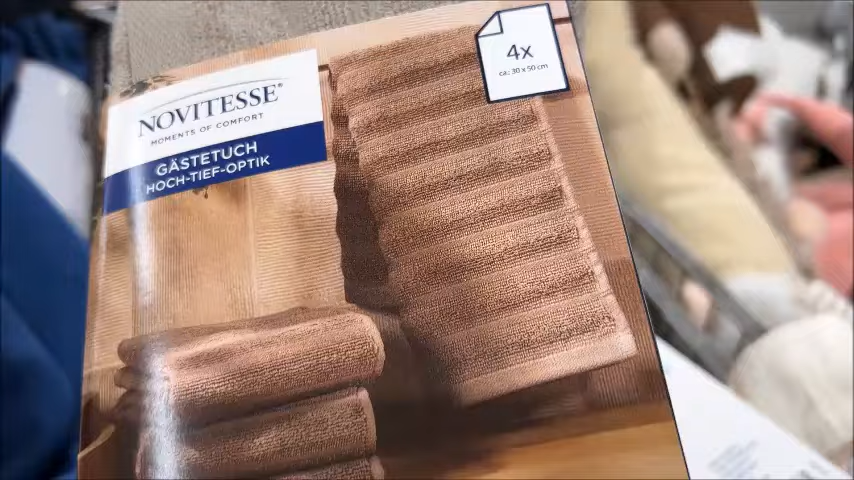 NOVITESSE®
MOMENTS OF COMFORT
GÄSTETUCH
HOCH-TIEF-OPTIK
4x
ca.: 30 x 50 cm